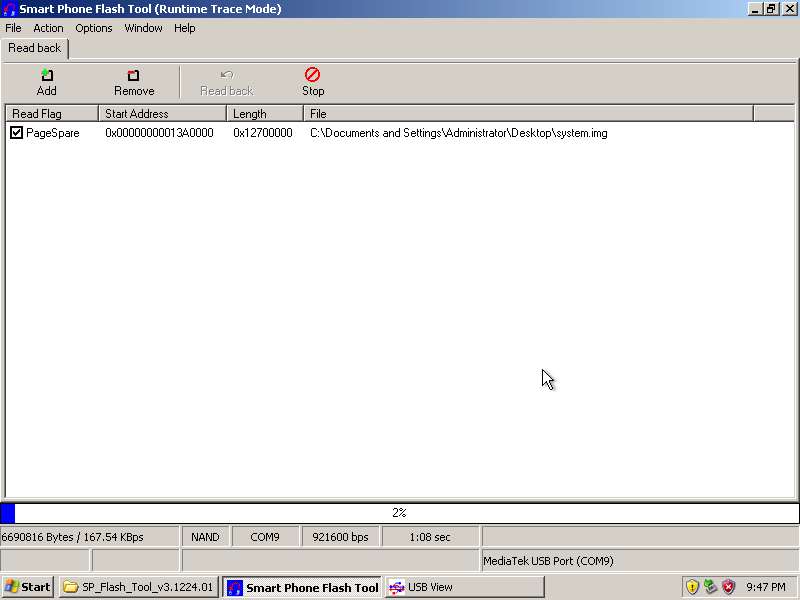 Smart Phone Flash Tool (Runtime Trace Mode)
File Action Options Window Help
Read back
Add Remove Read back Stop
Read Flag Start Address Length File
PageSpare 0x00000000013A0000 0x12700000 C:\Documents and Settings\Administrator\Desktop\system.img
2%
6690816 Bytes / 167.54 KBps NAND COM9 921600 bps 1:08 sec
MediaTek USB Port (COM9)
Start SP_Flash_Tool_v3.1224.01 Smart Phone Flash Tool USB View 9:47 PM